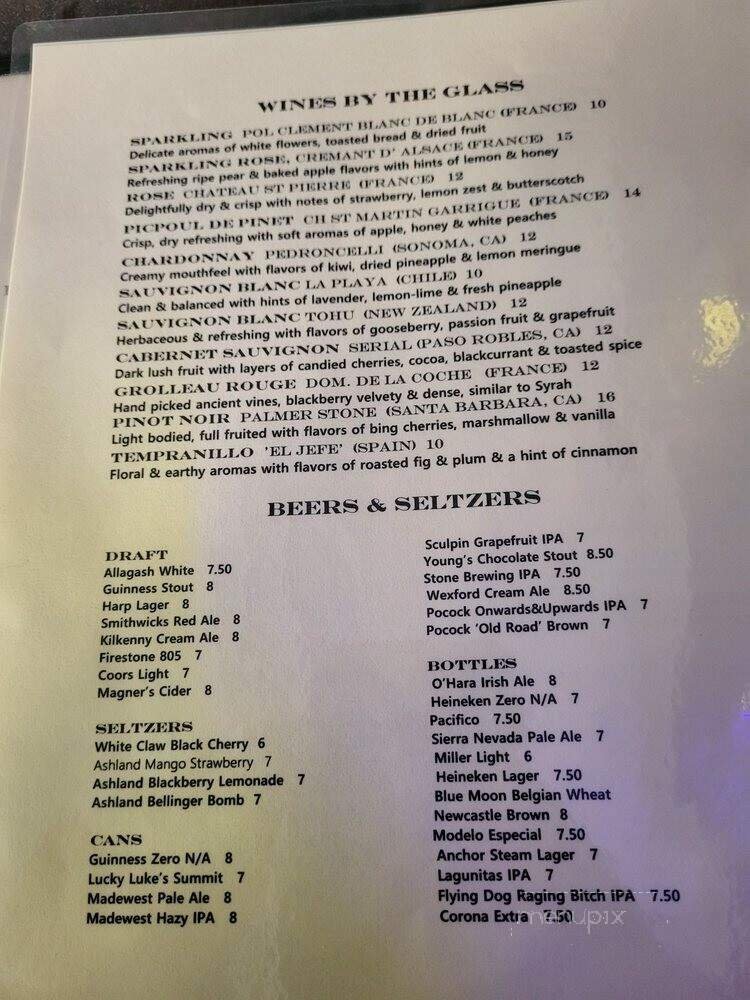 WINES BY THE GLASS
SPARKLING POL CLEMENT BLANC DE BLANC (FRANCE) 10
Delicate aromas of white flowers, toasted bread & dried fruit
SPARKLING ROSE, CREMANT D' ALSACE (FRANCE) 15
Refreshing ripe pear & baked apple flavors with hints of lemon & honey
ROSE CHATEAU ST PIERRE (FRANCE) 12
Delightfully dry & crisp with notes of strawberry, lemon zest & butterscotch
PICPOUL DE PINET CH ST MARTIN GARRIGUE (FRANCE) 14
Crisp, dry refreshing with soft aromas of apple, honey & white peaches
CHARDONNAY PEDRONCELLI (SONOMA, CA) 12
Creamy mouthfeel with flavors of kiwi, dried pineapple & lemon meringue
SAUVIGNON BLANC LA PLAYA (CHILE) 10
Clean & balanced with hints of lavender, lemon-lime & fresh pineapple
SAUVIGNON BLANC TOHU (NEW ZEALAND) 12
Herbaceous & refreshing with flavors of gooseberry, passion fruit & grapefruit
CABERNET SAUVIGNON SERIAL (PASO ROBLES, CA) 12
Dark lush fruit with layers of candied cherries, cocoa, blackcurrant & toasted spice
GROLLEAU ROUGE DOM. DE LA COCHE (FRANCE) 12
Hand picked ancient vines, blackberry velvety & dense, similar to Syrah
PINOT NOIR PALMER STONE (SANTA BARBARA, CA) 16
Light bodied, full fruited with flavors of bing cherries, marshmallow & vanilla
TEMPRANILLO 'EL JEFE' (SPAIN) 10
Floral & earthy aromas with flavors of roasted fig & plum & a hint of cinnamon
BEERS & SELTZERS
DRAFT
Allagash White 7.50
Guinness Stout 8
Harp Lager 8
Smithwicks Red Ale 8
Kilkenny Cream Ale 8
Firestone 805 7
Coors Light 7
Magner's Cider 8
SELTZERS
White Claw Black Cherry 6
Ashland Mango Strawberry 7
Ashland Blackberry Lemonade 7
Ashland Bellinger Bomb 7
CANS
Guinness Zero N/A 8
Lucky Luke's Summit 7
Madewest Pale Ale 8
Madewest Hazy IPA 8
Sculpin Grapefruit IPA 7
Young's Chocolate Stout 8.50
Stone Brewing IPA 7.50
Wexford Cream Ale 8.50
Pocock Onwards&Upwards IPA 7
Pocock 'Old Road' Brown 7
BOTTLES
O'Hara Irish Ale 8
Heineken Zero N/A 7
Pacifico 7.50
Sierra Nevada Pale Ale 7
Miller Light 6
Heineken Lager 7.50
Blue Moon Belgian Wheat
Newcastle Brown 8
Modelo Especial 7.50
Anchor Steam Lager 7
Lagunitas IPA 7
Flying Dog Raging Bitch IPA 7.50
Corona Extra 7.50
menupix